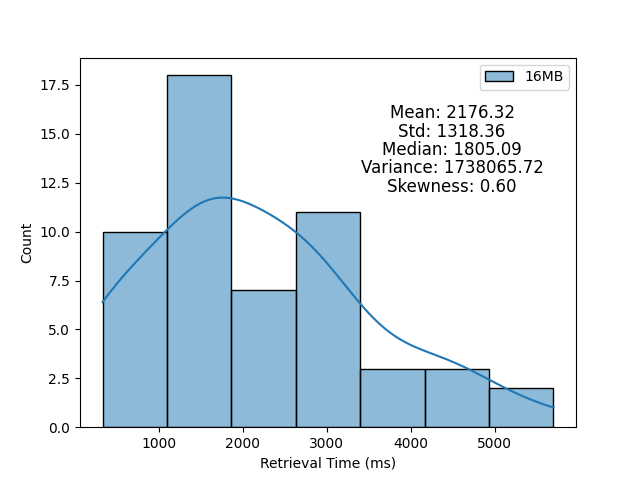 16MB
Mean: 2176.32
Std: 1318.36
Median: 1805.09
Variance: 1738065.72
Skewness: 0.60
17.5
15.0
12.5
10.0
7.5
5.0
2.5
0.0
Count
1000 2000 3000 4000 5000
Retrieval Time (ms)